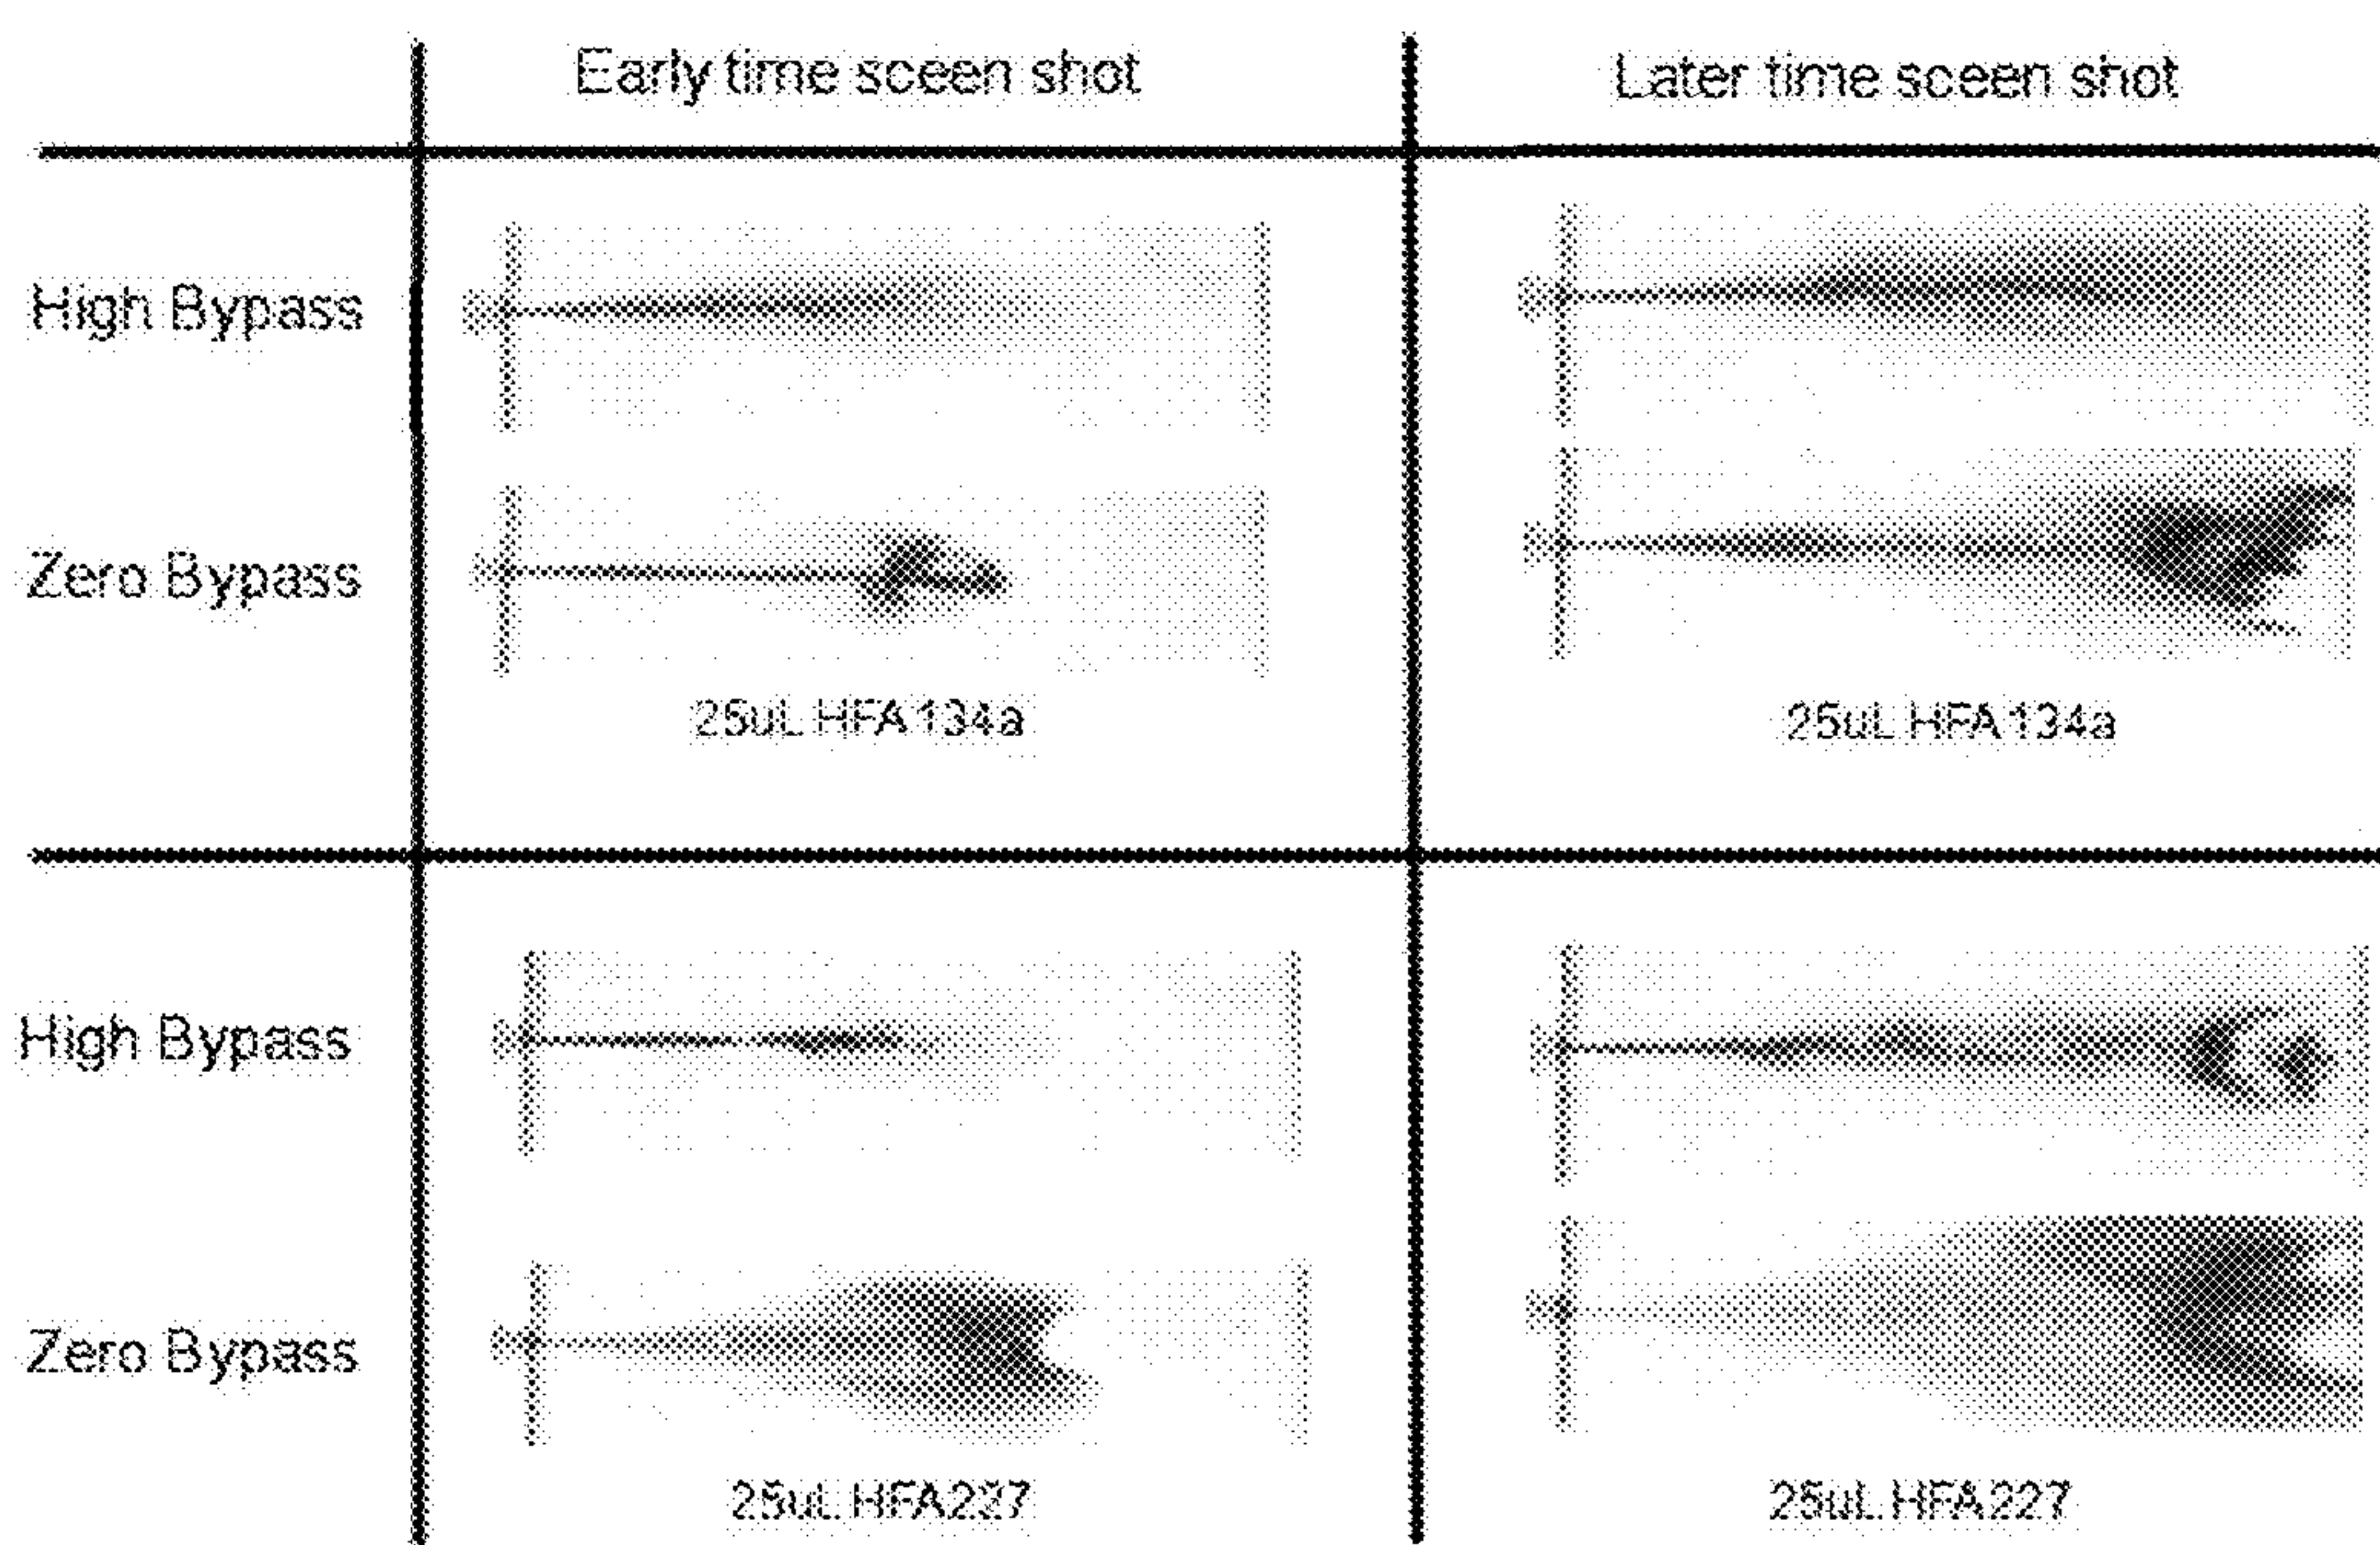 Early time sceen shot
Later time sceen shot
High Bypass
Zero Bypass
25uL HFA134a
25uL HFA134a
High Bypass
Zero Bypass
25uL HFA227
25uL HFA227